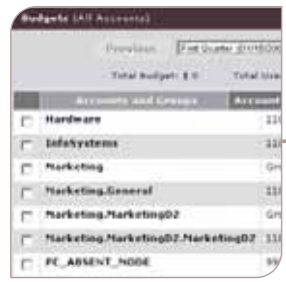 Budgets (All Accounts)
Previous First Quarter
Total Budget: $ 0 Total
Accounts and Groups Account
Hardware
InfoSystems
Marketing
Marketing.General
Marketing.MarketingD2
Marketing.MarketingD2.MarketingD2
PC_ABSENT_NODE